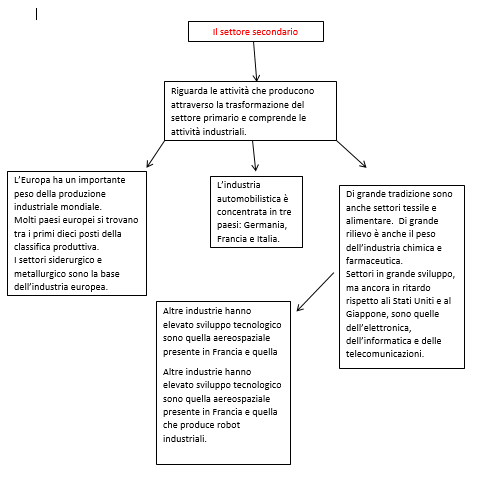 Il settore secondario
Riguarda le attività che producono
attraverso la trasformazione del
settore primario e comprende le
attività industriali.
L'Europa ha un importante
peso della produzione
industriale mondiale.
Molti paesi europei si trovano
tra i primi dieci posti della
classifica produttiva.
I settori siderurgico e
metallurgico sono la base
dell'industria europea.
L'industria
automobilistica è
concentrata in tre
paesi: Germania,
Francia e Italia.
Di grande tradizione sono
anche settori tessile e
alimentare. Di grande
rilievo è anche il peso
dell'industria chimica e
farmaceutica.
Settori in grande sviluppo,
ma ancora in ritardo
rispetto ali Stati Uniti e al
Giappone, sono quelle
dell'elettronica,
dell'informatica e delle
telecomunicazioni.
Altre industrie hanno
elevato sviluppo tecnologico
sono quella aereospaziale
presente in Francia e quella
Altre industrie hanno
elevato sviluppo tecnologico
sono quella aereospaziale
presente in Francia e quella
che produce robot
industriali.